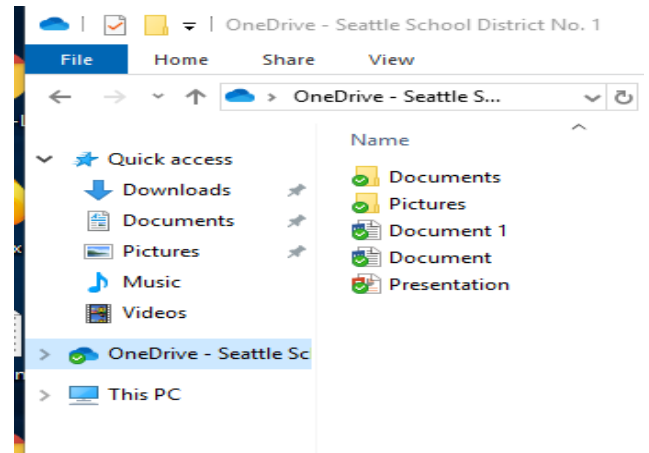 OneDrive - Seattle School District No. 1
File Home Share View
OneDrive - Seattle S...
Name
Quick access
Downloads
Documents
Pictures
Music
Videos
OneDrive - Seattle Sc
This PC
Documents
Pictures
Document 1
Document
Presentation